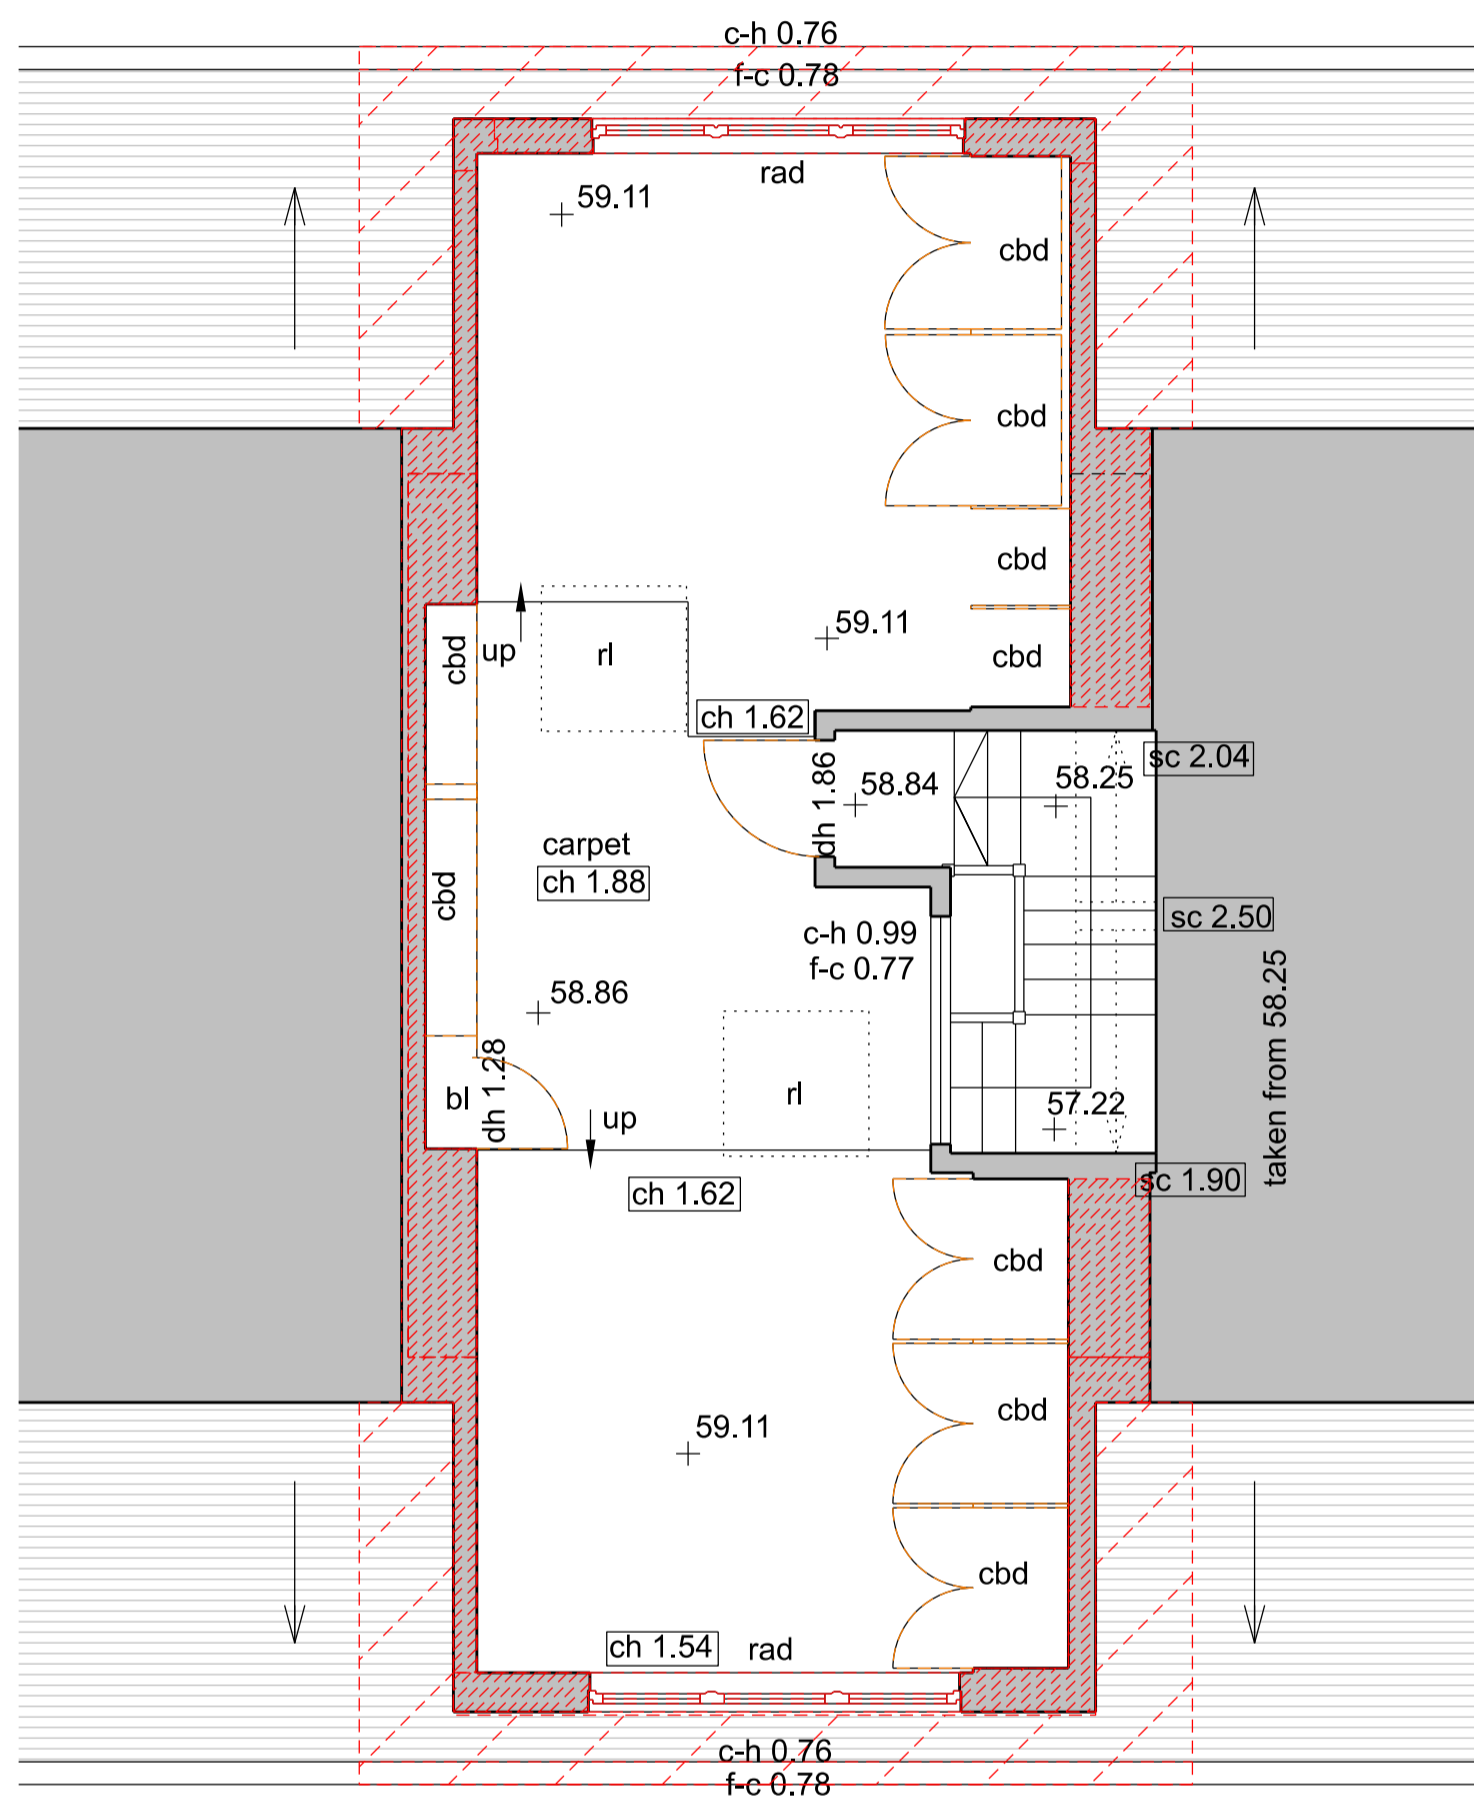 c-h 0.76
f-c 0.78
rad
59.11
cbd
cbd
cbd
59.11
cbd
cbd
up
rl
ch 1.62
dh 1.86
58.84
58.25
sc 2.04
carpet
ch 1.88
cbd
sc 2.50
c-h 0.99
f-c 0.77
58.86
taken from 58.25
dh 1.28
bl
rl
up
57.22
ch 1.62
sc 1.90
cbd
cbd
59.11
cbd
ch 1.54
rad
c-h 0.76
f-c 0.78